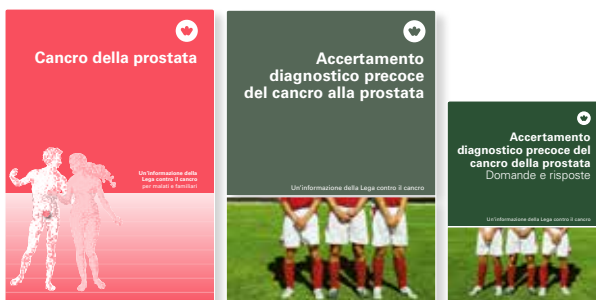 Cancro della prostata
Un'informazione della
Lega contro il cancro
per malati e familiari
Accertamento
diagnostico precoce
del cancro alla prostata
Un'informazione della Lega contro il cancro
Accertamento
diagnostico precoce del
cancro della prostata
Domande e risposte
Un'informazione della Lega contro il cancro